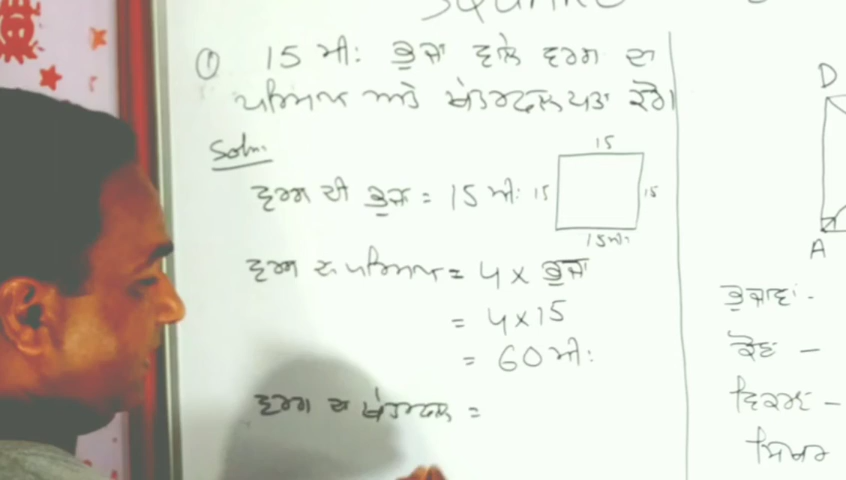 ① 15 ਮੀ: ਭੁਜਾ ਵਾਲੇ ਵਰਗ ਦਾ
ਪਰਿਮਾਪ ਅਤੇ ਖੇਤਰਫਲ ਪਤਾ ਕਰੋ।
Soln.
15
ਵਰਗ ਦੀ ਭੁਜਾ = 15 ਮੀ: 15 15
15ਮੀ:
ਵਰਗ ਦਾ ਪਰਿਮਾਪ = 4 × ਭੁਜਾ
= 4 × 15
= 60 ਮੀ:
ਵਰਗ ਦਾ ਖੇਤਰਫਲ =
D
A
ਭੁਜਾਵਾਂ -
ਕੋਣ -
ਵਿਕਰਣ -
ਸਿਖਰ